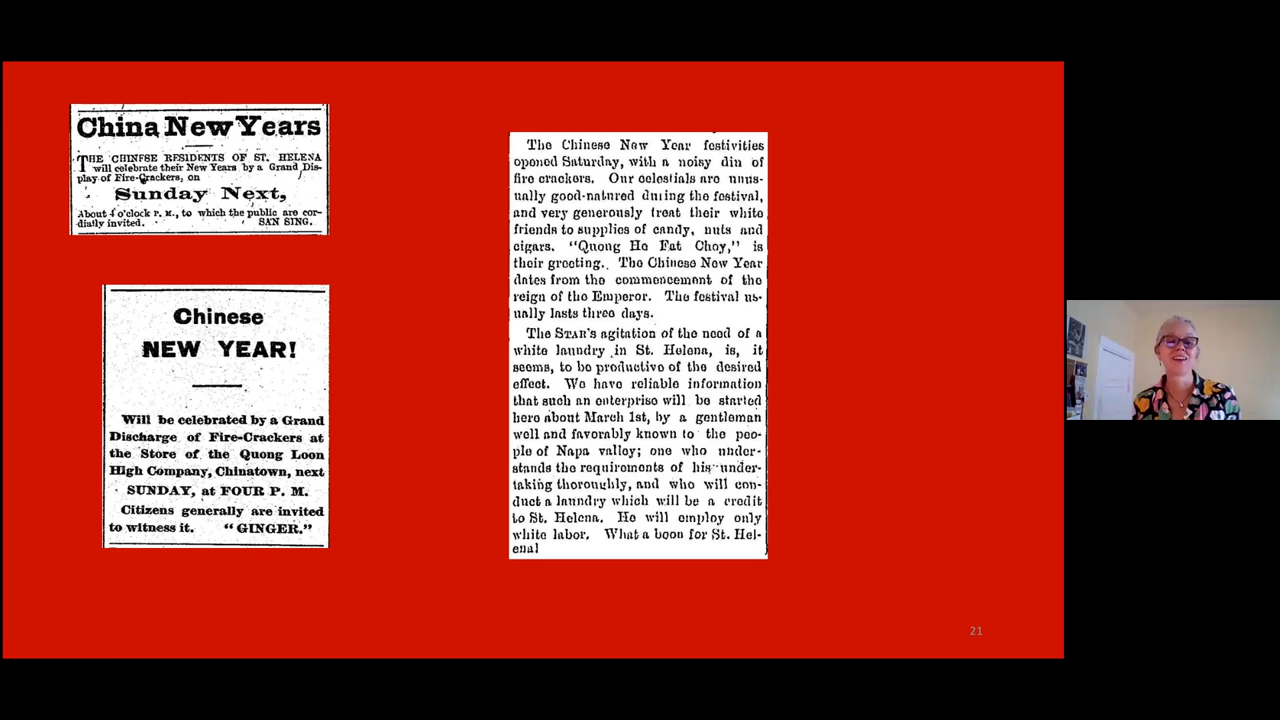 China New Years
THE CHINESE RESIDENTS OF ST. HELENA
will celebrate their New Years by a Grand Dis-
play of Fire-Crackers, on
Sunday Next,
About 4 o'clock P. M., to which the public are cor-
dially invited. SAN SING.
Chinese
NEW YEAR!
Will be celebrated by a Grand
Discharge of Fire-Crackers at
the Store of the Quong Loon
High Company, Chinatown, next
SUNDAY, at FOUR P. M.
Citizens generally are invited
to witness it. "GINGER."
The Chinese New Year festivities
opened Saturday, with a noisy din of
fire crackers. Our celestials are unus-
ually good-natured during the festival,
and very generously treat their white
friends to supplies of candy, nuts and
cigars. "Quong Ho Fat Choy," is
their greeting. The Chinese New Year
dates from the commencement of the
reign of the Emperor. The festival us-
ually lasts three days.
The STAR'S agitation of the need of a
white laundry in St. Helena, is, it
seems, to be productive of the desired
effect. We have reliable information
that such an enterprise will be started
here about March 1st, by a gentleman
well and favorably known to the peo-
ple of Napa valley; one who under-
stands the requirements of his under-
taking thoroughly, and who will con-
duct a laundry which will be a credit
to St. Helena. He will employ only
white labor. What a boon for St. Hel-
ena!
21